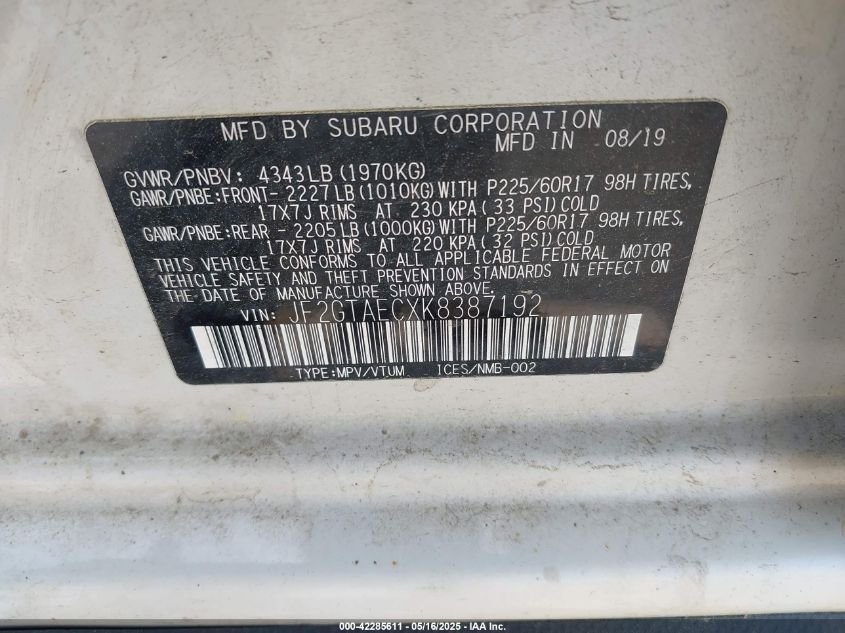 MFD BY SUBARU CORPORATION
MFD IN 08/19
GVWR/PNBV: 4343LB (1970KG)
GAWR/PNBE:FRONT- 2227LB (1010KG) WITH P225/60R17 98H TIRES,
17X7J RIMS AT 230 KPA( 33 PSI) COLD
GAWR/PNBE:REAR - 2205LB (1000KG) WITH P225/60R17 98H TIRES,
17X7J RIMS AT 220 KPA( 32 PSI) COLD
THIS VEHICLE CONFORMS TO ALL APPLICABLE FEDERAL MOTOR
VEHICLE SAFETY AND THEFT PREVENTION STANDARDS IN EFFECT ON
THE DATE OF MANUFACTURE SHOWN ABOVE.
VIN: JF2GTAECXK8387192
TYPE:MPV/VTUM ICES/NMB-002
000-42285611 - 05/16/2025 - IAA Inc.